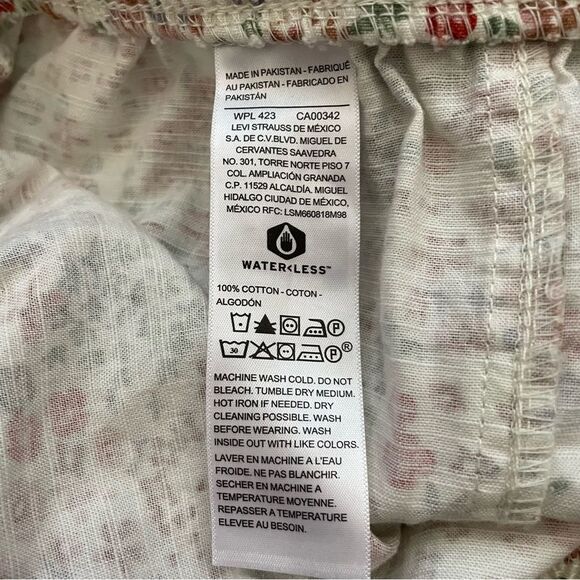 MADE IN PAKISTAN - FABRIQUÉ
AU PAKISTAN - FABRICADO EN
PAKISTÁN
WPL 423 CA00342
LEVI STRAUSS DE MÉXICO
S.A. DE C.V.BLVD. MIGUEL DE
CERVANTES SAAVEDRA
NO. 301, TORRE NORTE PISO 7
COL. AMPLIACIÓN GRANADA
C.P. 11529 ALCALDÍA. MIGUEL
HIDALGO CIUDAD DE MÉXICO,
MÉXICO RFC: LSM660818M98
WATER<LESS™
100% COTTON - COTON -
ALGODÓN
P
30 P®
MACHINE WASH COLD. DO NOT
BLEACH. TUMBLE DRY MEDIUM.
HOT IRON IF NEEDED. DRY
CLEANING POSSIBLE. WASH
BEFORE WEARING. WASH
INSIDE OUT WITH LIKE COLORS.
LAVER EN MACHINE A L'EAU
FROIDE. NE PAS BLANCHIR.
SECHER EN MACHINE A
TEMPERATURE MOYENNE.
REPASSER A TEMPERATURE
ELEVEE AU BESOIN.